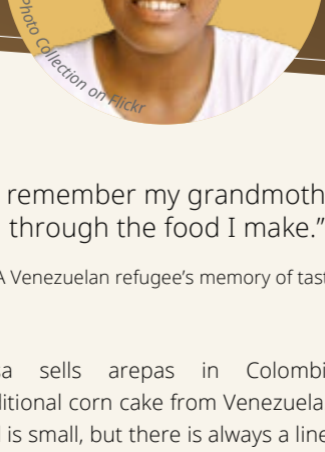 Photo Collection on Flickr
remember my grandmoth
through the food I make.”
A Venezuelan refugee’s memory of tast
sa sells arepas in Colombi
ditional corn cake from Venezuela
l is small, but there is always a line